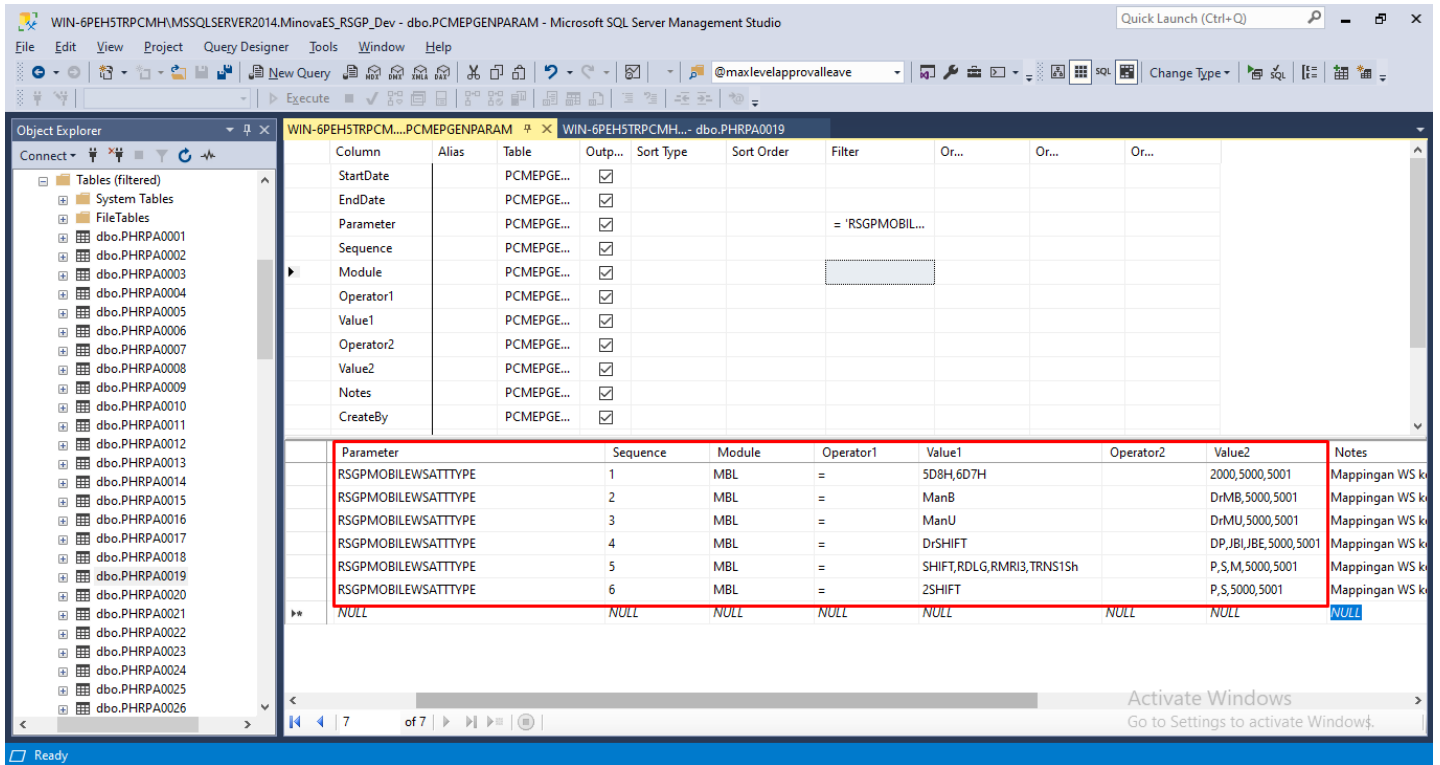 WIN-6PEH5TRPCMH\MSSQLSERVER2014.MinovaES_RSGP_Dev - dbo.PCMEPGENPARAM - Microsoft SQL Server Management Studio
Quick Launch (Ctrl+Q)
File Edit View Project Query Designer Tools Window Help
New Query MDX DMX XMLA DAX @maxlevelapprovalleave SQL Change Type SQL
Execute
Object Explorer
WIN-6PEH5TRPCM....PCMEPGENPARAM WIN-6PEH5TRPCMH...- dbo.PHRPA0019
Connect
Tables (filtered)
System Tables
FileTables
dbo.PHRPA0001
dbo.PHRPA0002
dbo.PHRPA0003
dbo.PHRPA0004
dbo.PHRPA0005
dbo.PHRPA0006
dbo.PHRPA0007
dbo.PHRPA0008
dbo.PHRPA0009
dbo.PHRPA0010
dbo.PHRPA0011
dbo.PHRPA0012
dbo.PHRPA0013
dbo.PHRPA0014
dbo.PHRPA0015
dbo.PHRPA0016
dbo.PHRPA0017
dbo.PHRPA0018
dbo.PHRPA0019
dbo.PHRPA0020
dbo.PHRPA0021
dbo.PHRPA0022
dbo.PHRPA0023
dbo.PHRPA0024
dbo.PHRPA0025
dbo.PHRPA0026
Column Alias Table Outp... Sort Type Sort Order Filter Or... Or... Or...
StartDate PCMEPGE...
EndDate PCMEPGE...
Parameter PCMEPGE... = 'RSGPMOBIL...
Sequence PCMEPGE...
Module PCMEPGE...
Operator1 PCMEPGE...
Value1 PCMEPGE...
Operator2 PCMEPGE...
Value2 PCMEPGE...
Notes PCMEPGE...
CreateBy PCMEPGE...
Parameter Sequence Module Operator1 Value1 Operator2 Value2 Notes
RSGPMOBILEWSATTTYPE 1 MBL = 5D8H,6D7H 2000,5000,5001 Mappingan WS k
RSGPMOBILEWSATTTYPE 2 MBL = ManB DrMB,5000,5001 Mappingan WS k
RSGPMOBILEWSATTTYPE 3 MBL = ManU DrMU,5000,5001 Mappingan WS k
RSGPMOBILEWSATTTYPE 4 MBL = DrSHIFT DP,JBI,JBE,5000,5001 Mappingan WS k
RSGPMOBILEWSATTTYPE 5 MBL = SHIFT,RDLG,RMRI3,TRNS1Sh P,S,M,5000,5001 Mappingan WS k
RSGPMOBILEWSATTTYPE 6 MBL = 2SHIFT P,S,5000,5001 Mappingan WS k
NULL NULL NULL NULL NULL NULL NULL NULL
7 of 7
Activate Windows
Go to Settings to activate Windows.
Ready